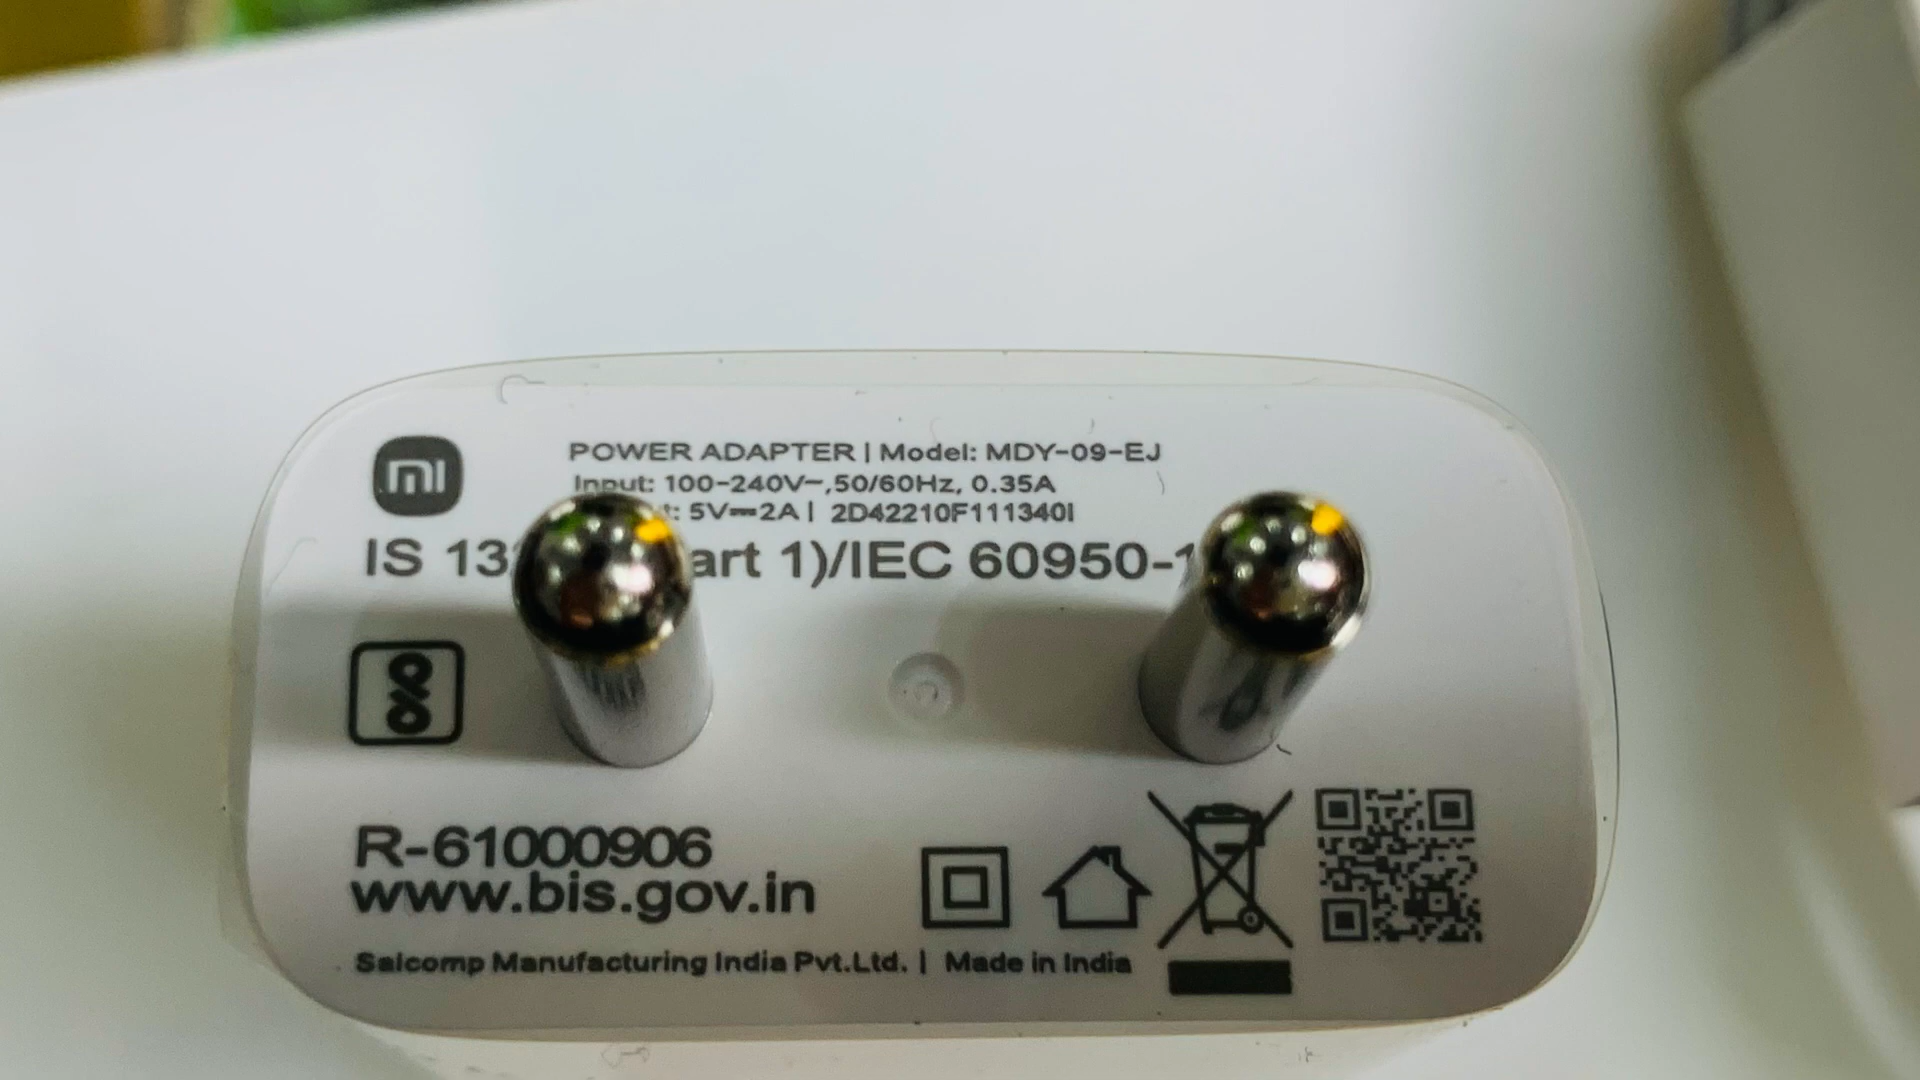 mi
POWER ADAPTER | Model: MDY-09-EJ
Input: 100-240V~,50/60Hz, 0.35A
t: 5V⎓2A | 2D42210F111340I
IS 13 art 1)/IEC 60950-1
R-61000906
www.bis.gov.in
Salcomp Manufacturing India Pvt.Ltd. | Made in India